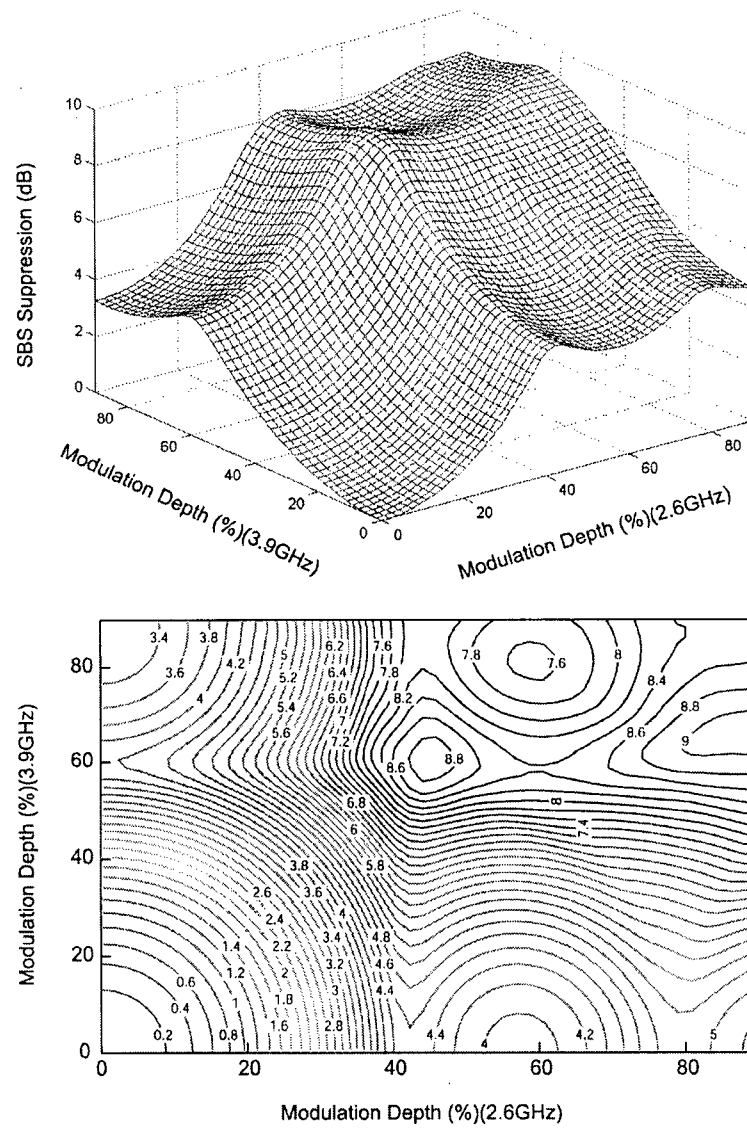 10
8
6
4
2
0
SBS Suppression (dB)
80
60
40
20
0
Modulation Depth (%)(3.9GHz)
0
20
40
60
80
Modulation Depth (%)(2.6GHz)
80
60
40
20
0
Modulation Depth (%)(3.9GHz)
3.4 3.8 5 6.2 7.6 7.8 7.6 8
3.6 4.2 5.2 6.4 7.8 8.4
4 5.4 6.6 8.2 8.8
5.6 7 8.6
7.2 9
8.6 8.8
6.8 8
6 7.4
3.8 5.8
2.6 3.6
2.4 4
1.4 2.2 3.4 4.8
0.6 1.2 2 3.2 4.6
0.4 1 1.8 3 4.4
0.2 0.8 1.6 2.8 4.4 4 4.2 5
0 20 40 60 80
Modulation Depth (%)(2.6GHz)